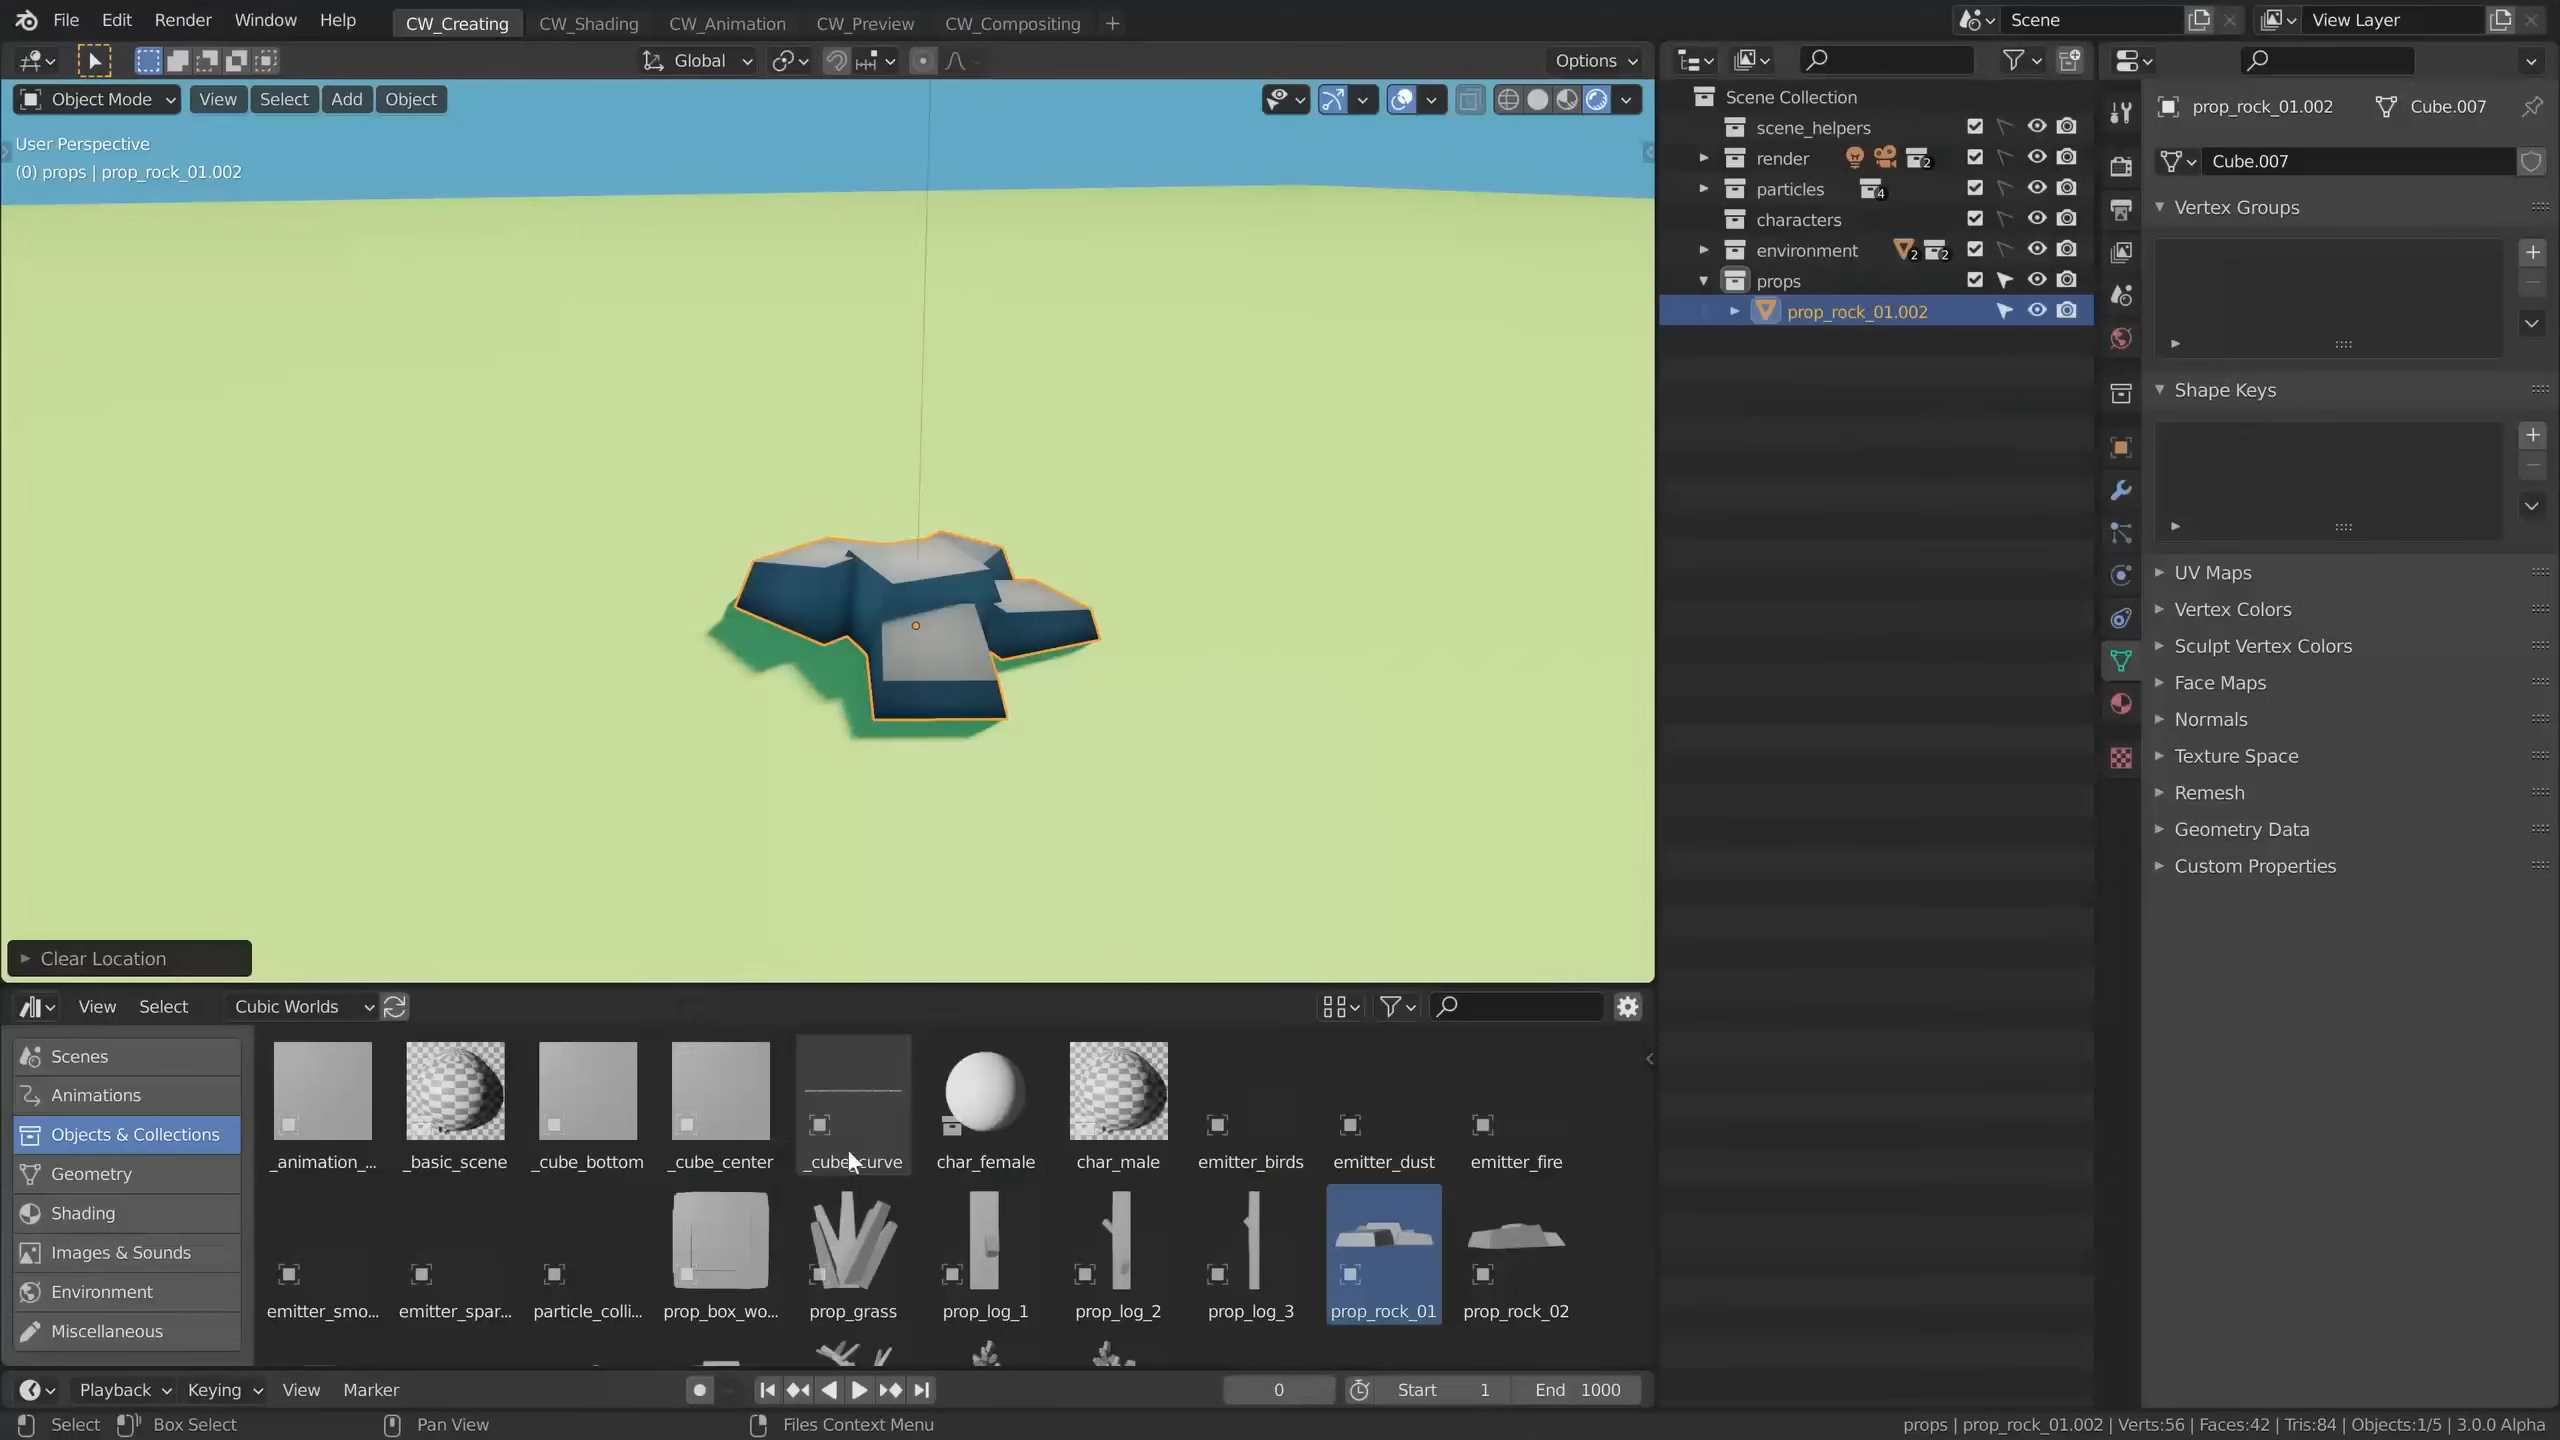 File Edit Render Window Help CW_Creating CW_Shading CW_Animation CW_Preview CW_Compositing Scene View Layer
Global Options
Object Mode View Select Add Object
User Perspective
(0) props | prop_rock_01.002
Clear Location
Scene Collection
scene_helpers
render 2
particles 4
characters
environment 2 2
props
prop_rock_01.002
prop_rock_01.002 Cube.007
Cube.007
Vertex Groups
Shape Keys
UV Maps
Vertex Colors
Sculpt Vertex Colors
Face Maps
Normals
Texture Space
Remesh
Geometry Data
Custom Properties
View Select Cubic Worlds
Scenes
Animations
Objects & Collections
Geometry
Shading
Images & Sounds
Environment
Miscellaneous
_animation_... _basic_scene _cube_bottom _cube_center _cube_curve char_female char_male emitter_birds emitter_dust emitter_fire
emitter_smo... emitter_spar... particle_colli... prop_box_wo... prop_grass prop_log_1 prop_log_2 prop_log_3 prop_rock_01 prop_rock_02
Playback Keying View Marker 0 Start 1 End 1000
Select Box Select Pan View Files Context Menu props | prop_rock_01.002 | Verts:56 | Faces:42 | Tris:84 | Objects:1/5 | 3.0.0 Alpha